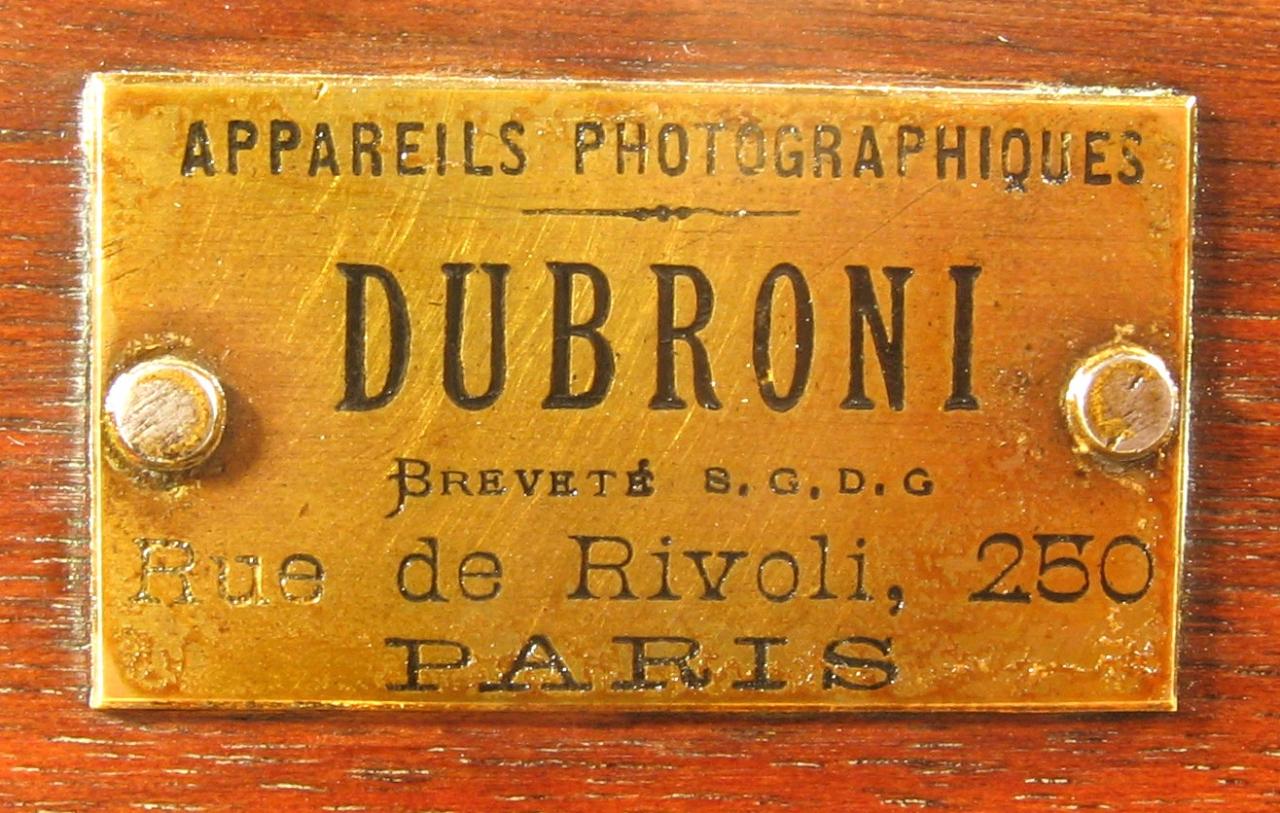 APPAREILS PHOTOGRAPHIQUES
DUBRONI
BREVETÉ S.G.D.G
Rue de Rivoli, 250
PARIS